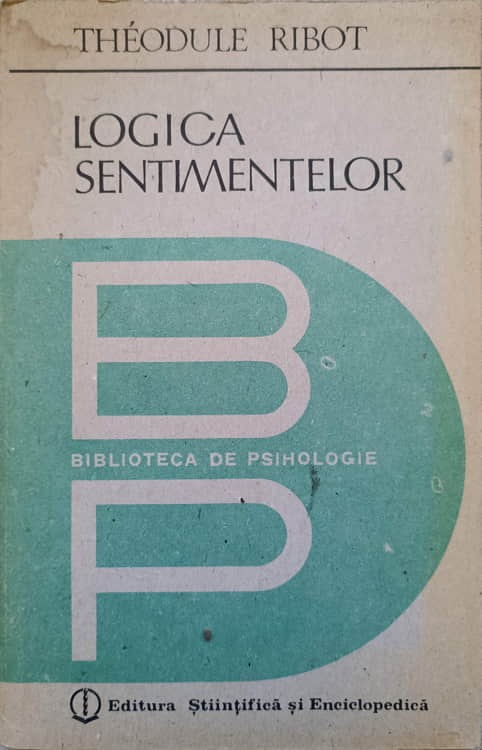 THÉODULE RIBOT
LOGICA
SENTIMENTELOR
B
BIBLIOTECA DE PSIHOLOGIE
P
Editura Științifică și Enciclopedică